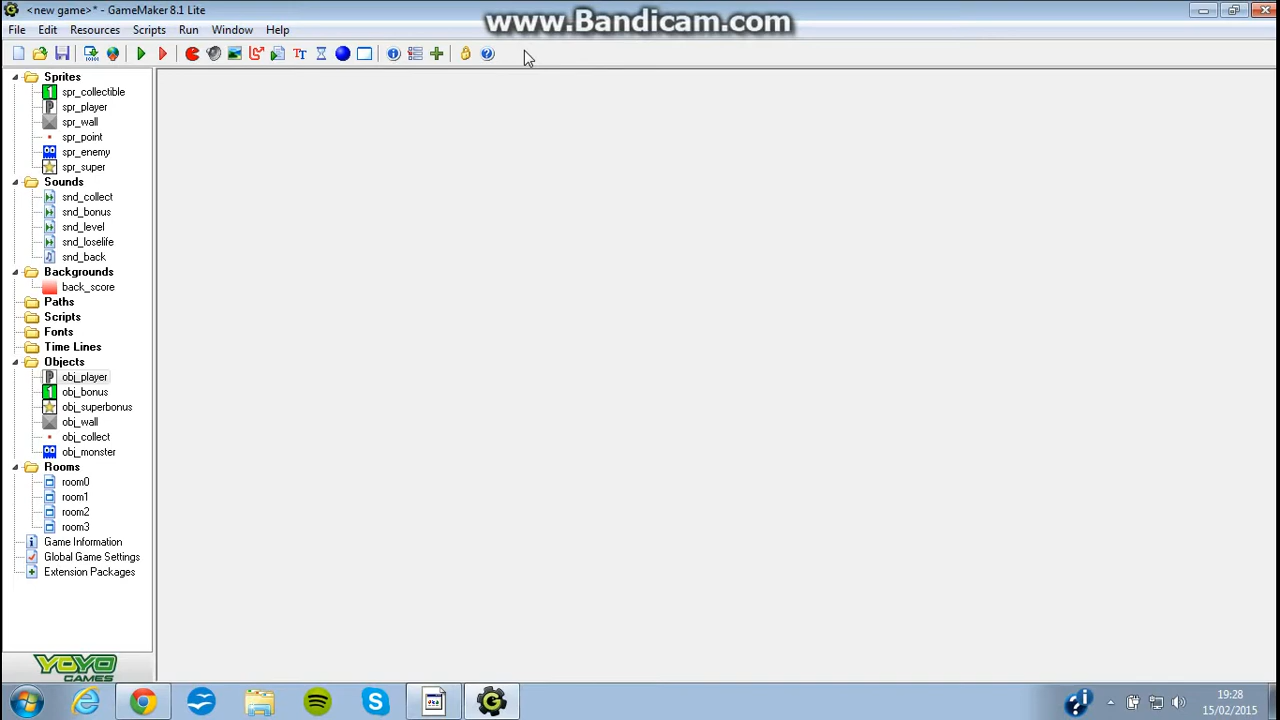 <new game>* - GameMaker 8.1 Lite
www.Bandicam.com
File Edit Resources Scripts Run Window Help
Sprites
spr_collectible
spr_player
spr_wall
spr_point
spr_enemy
spr_super
Sounds
snd_collect
snd_bonus
snd_level
snd_loselife
snd_back
Backgrounds
back_score
Paths
Scripts
Fonts
Time Lines
Objects
obj_player
obj_bonus
obj_superbonus
obj_wall
obj_collect
obj_monster
Rooms
room0
room1
room2
room3
Game Information
Global Game Settings
Extension Packages
YOYO
GAMES
19:28
15/02/2015